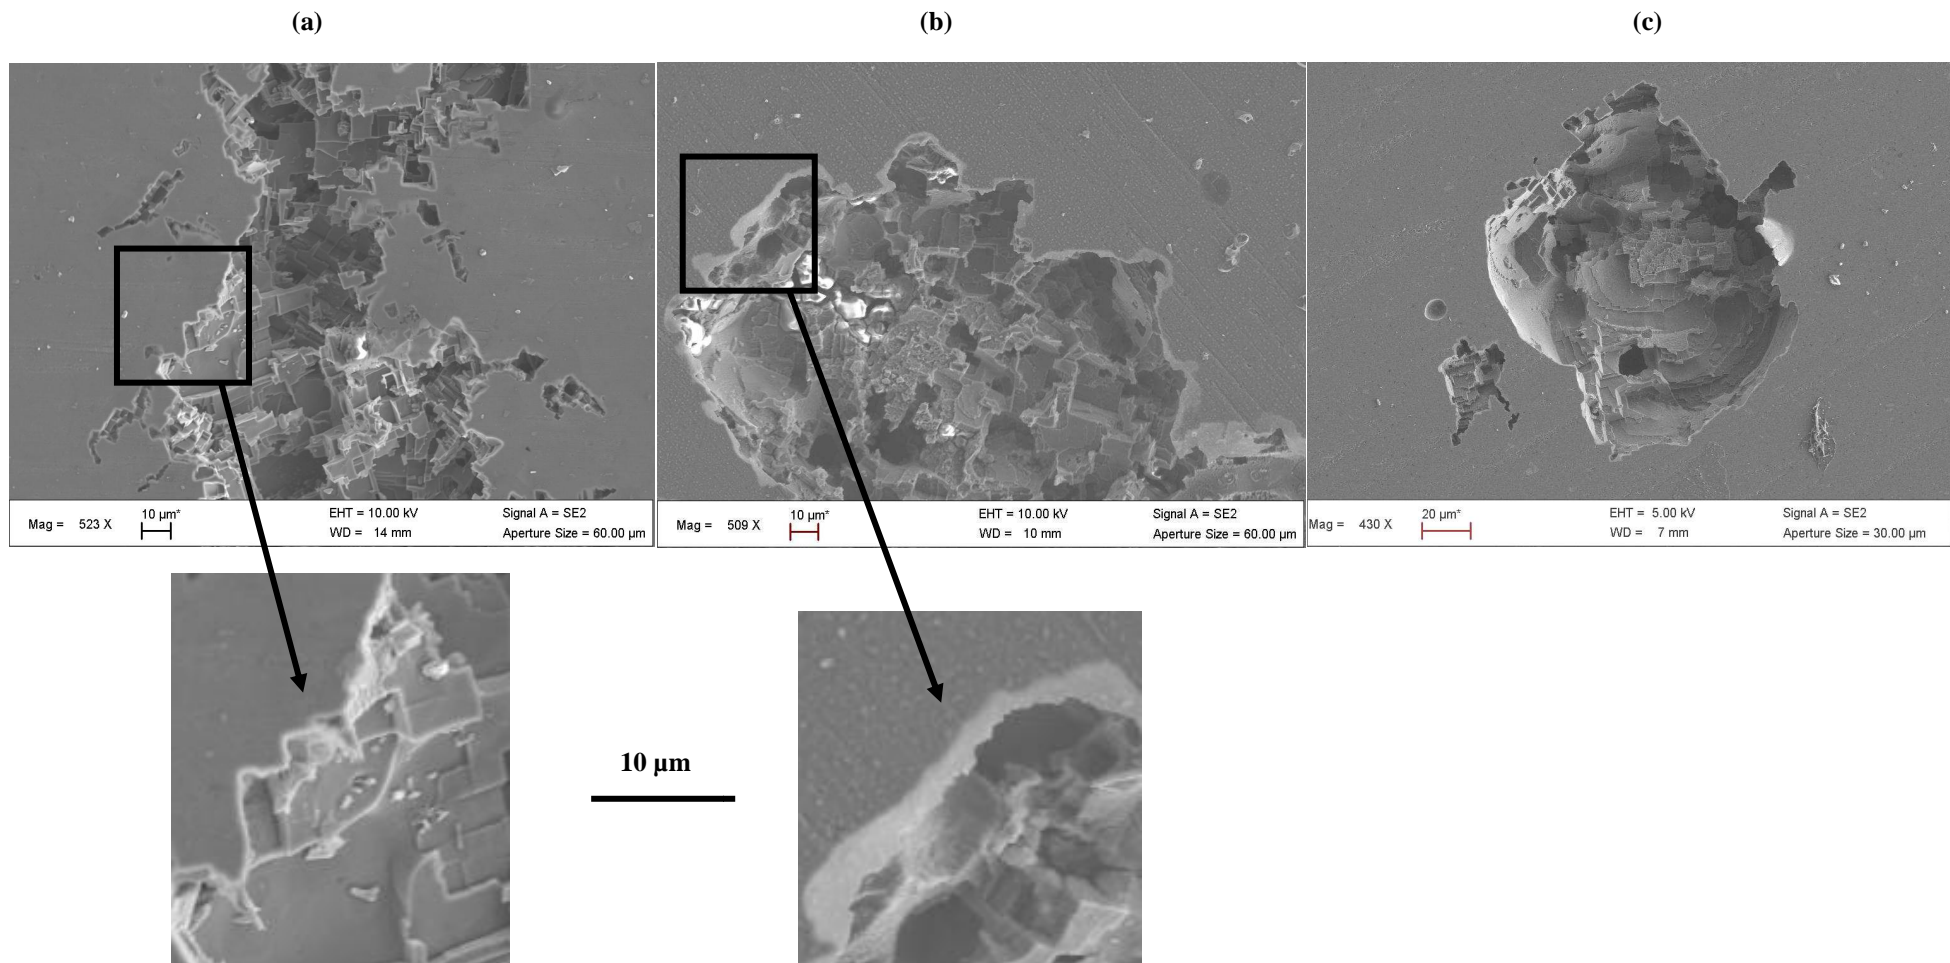 (a)
(b)
(c)
Mag = 523 X
10 µm*
EHT = 10.00 kV
WD = 14 mm
Signal A = SE2
Aperture Size = 60.00 µm
Mag = 509 X
10 µm*
EHT = 10.00 kV
WD = 10 mm
Signal A = SE2
Aperture Size = 60.00 µm
Mag = 430 X
20 µm*
EHT = 5.00 kV
WD = 7 mm
Signal A = SE2
Aperture Size = 30.00 µm
10 µm